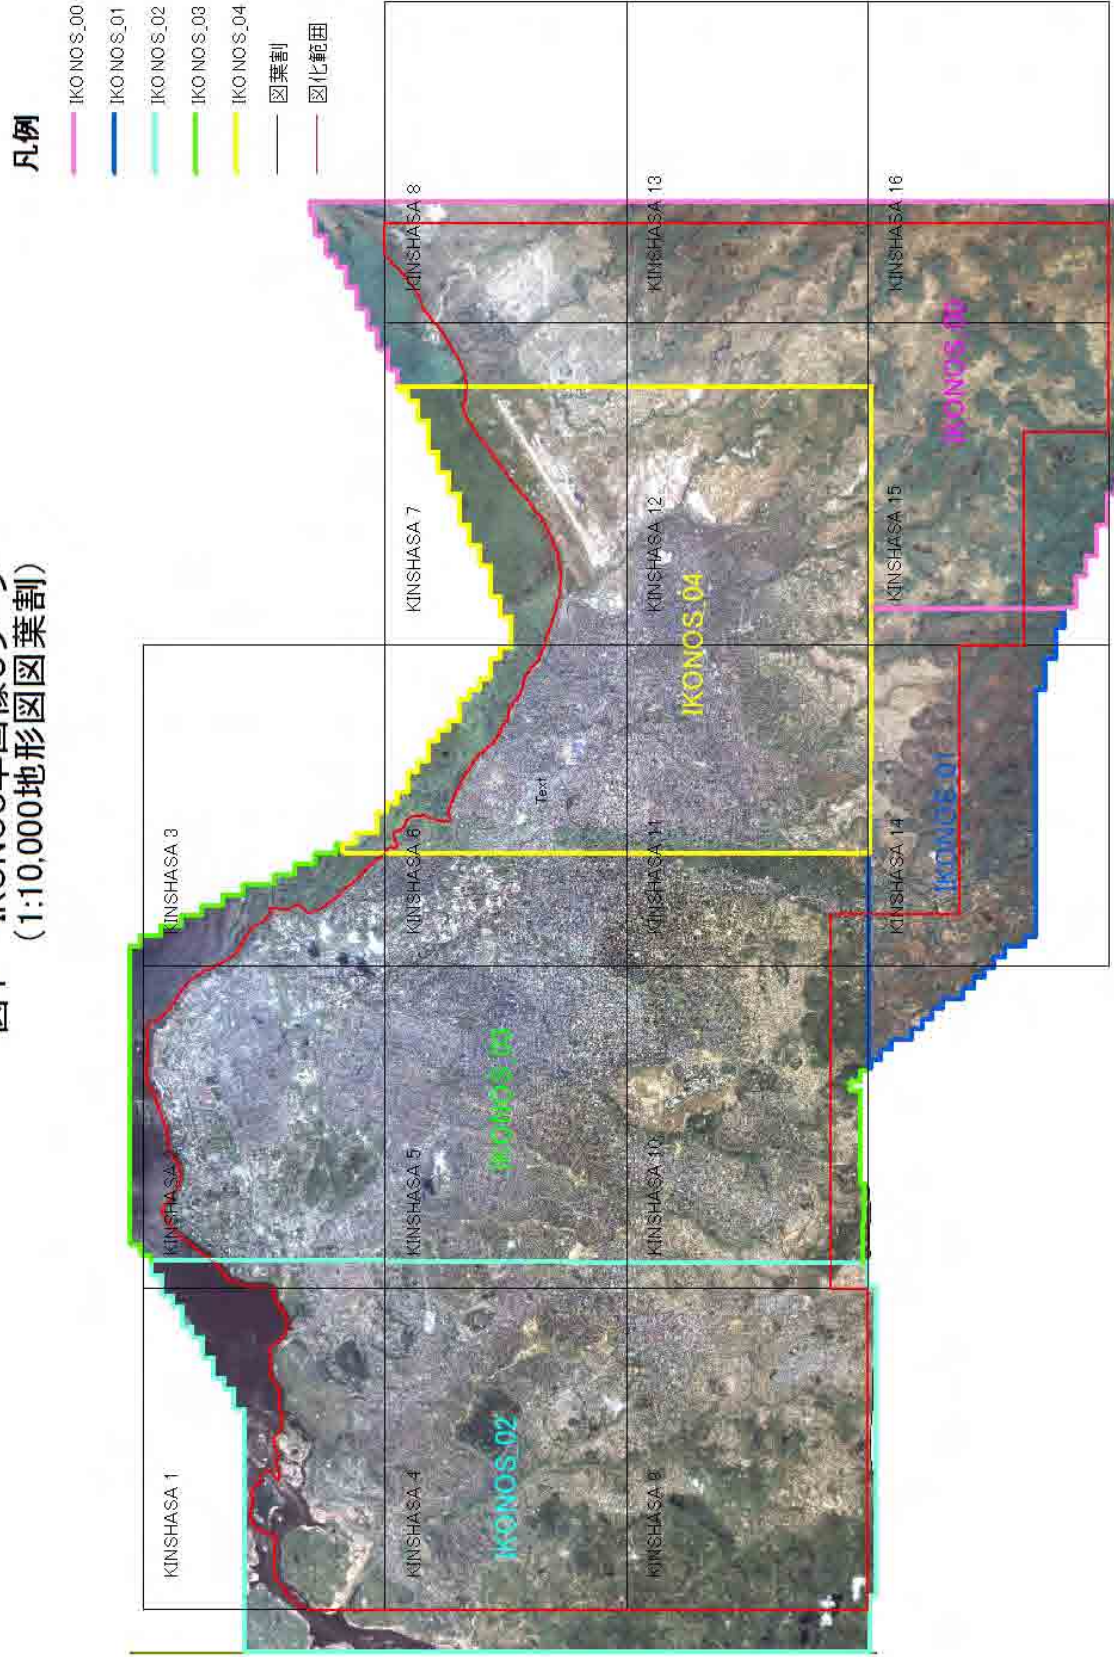 (1:10,000地形図図葉割)
凡例
IKONOS_00
IKONOS_01
IKONOS_02
IKONOS_03
IKONOS_04
図葉割
図化範囲
KINSHASA 1
KINSHASA 2
KINSHASA 3
KINSHASA 4
KINSHASA 5
KINSHASA 6
KINSHASA 7
KINSHASA 8
KINSHASA 9
KINSHASA 10
KINSHASA 11
KINSHASA 12
KINSHASA 13
KINSHASA 14
KINSHASA 15
KINSHASA 16
IKONOS_02
IKONOS_03
IKONOS_04
IKONOS_01
IKONOS_00
Text